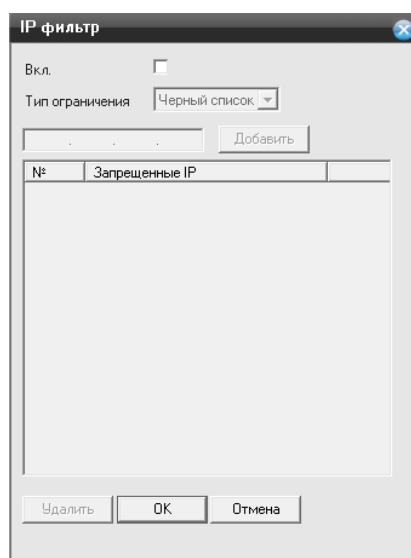 IP фильтр
Вкл.
Тип ограничения Черный список
. . . Добавить
№ Запрещенные IP
Удалить OK Отмена